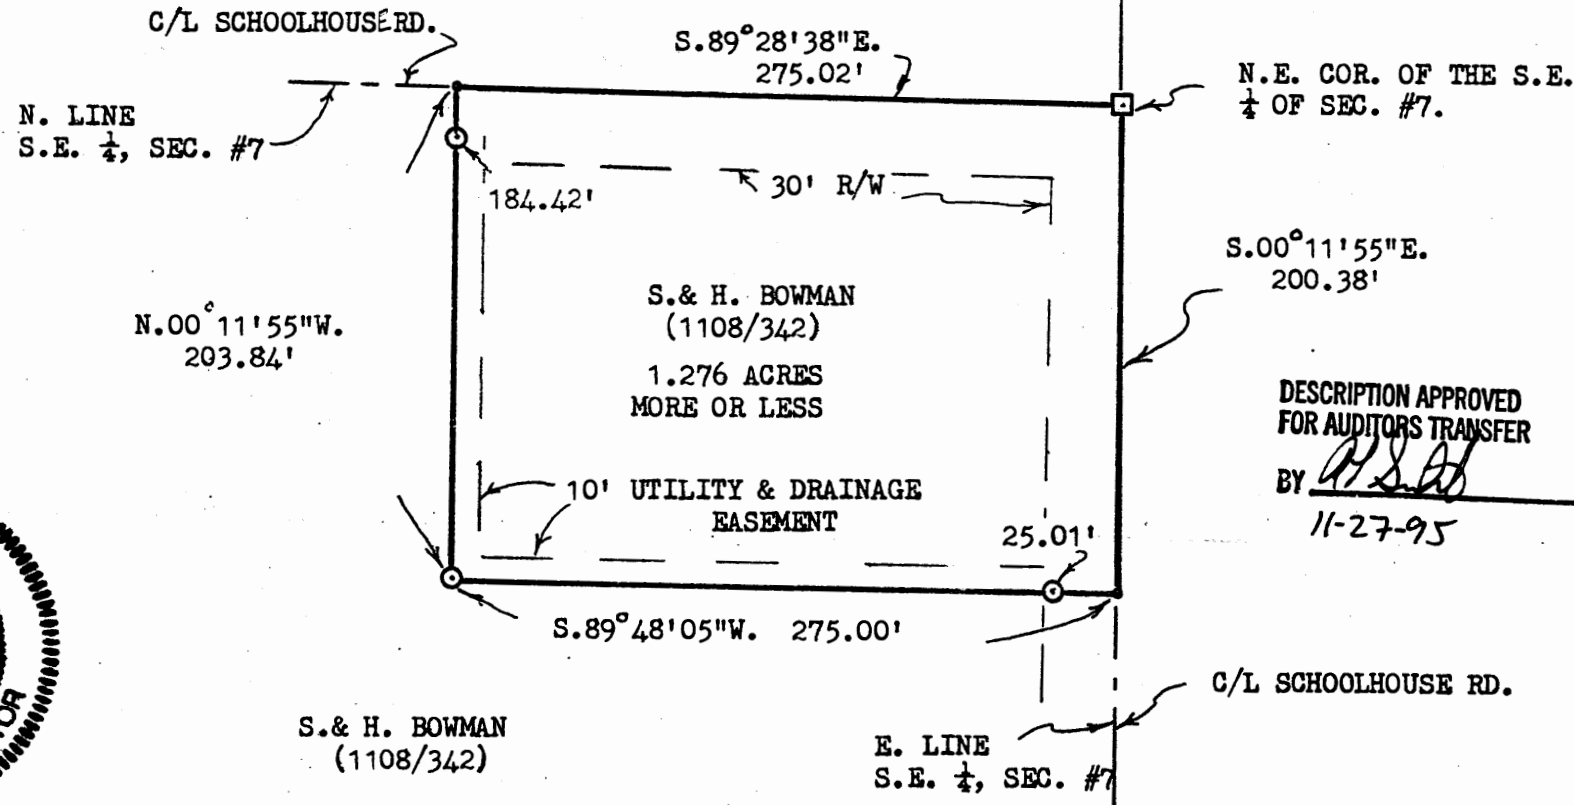 C/L SCHOOLHOUSE RD.
S.89°28'38"E.
275.02'
N.E. COR. OF THE S.E.
¼ OF SEC. #7.
N. LINE
S.E. ¼, SEC. #7
30' R/W
184.42'
S.00°11'55"E.
200.38'
N.00°11'55"W.
203.84'
S.& H. BOWMAN
(1108/342)
1.276 ACRES
MORE OR LESS
DESCRIPTION APPROVED
FOR AUDITORS TRANSFER
BY
11-27-95
10' UTILITY & DRAINAGE
EASEMENT
25.01'
S.89°48'05"W. 275.00'
C/L SCHOOLHOUSE RD.
S.& H. BOWMAN
(1108/342)
E. LINE
S.E. ¼, SEC. #7